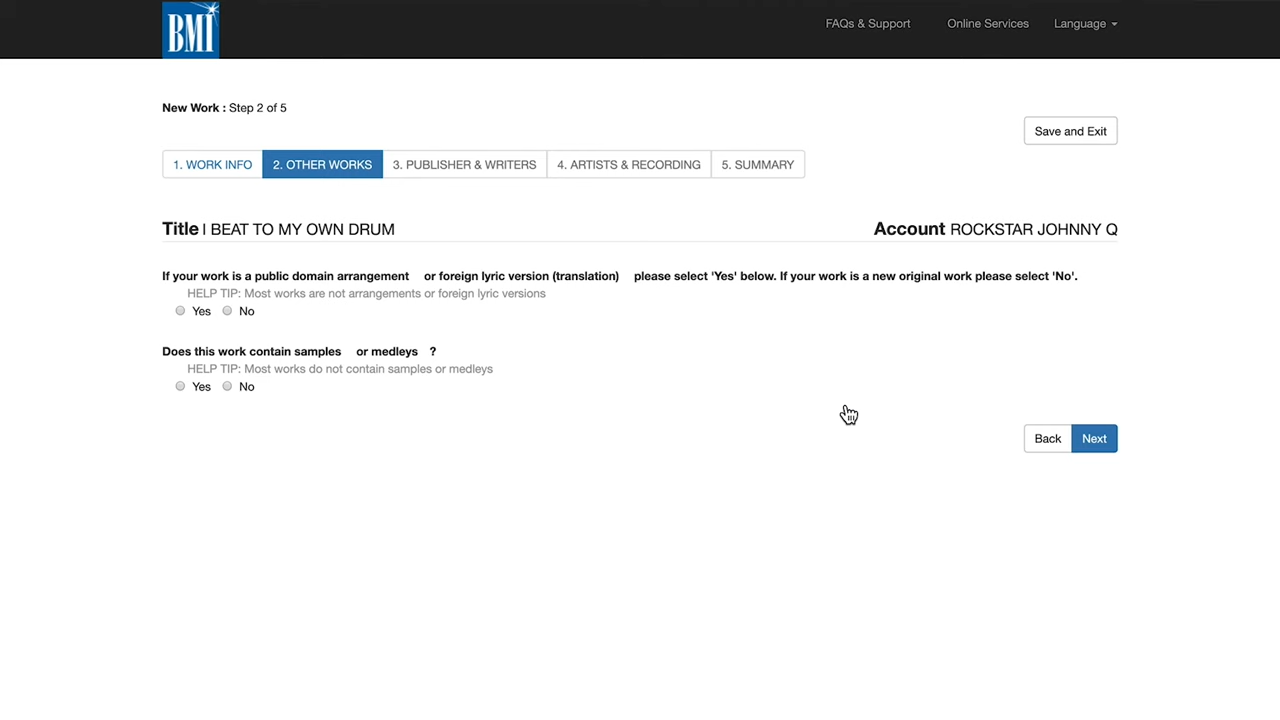 BMI
FAQs & Support Online Services Language
New Work : Step 2 of 5
Save and Exit
1. WORK INFO 2. OTHER WORKS 3. PUBLISHER & WRITERS 4. ARTISTS & RECORDING 5. SUMMARY
Title I BEAT TO MY OWN DRUM Account ROCKSTAR JOHNNY Q
If your work is a public domain arrangement or foreign lyric version (translation) please select 'Yes' below. If your work is a new original work please select 'No'.
HELP TIP: Most works are not arrangements or foreign lyric versions
Yes No
Does this work contain samples or medleys ?
HELP TIP: Most works do not contain samples or medleys
Yes No
Back Next